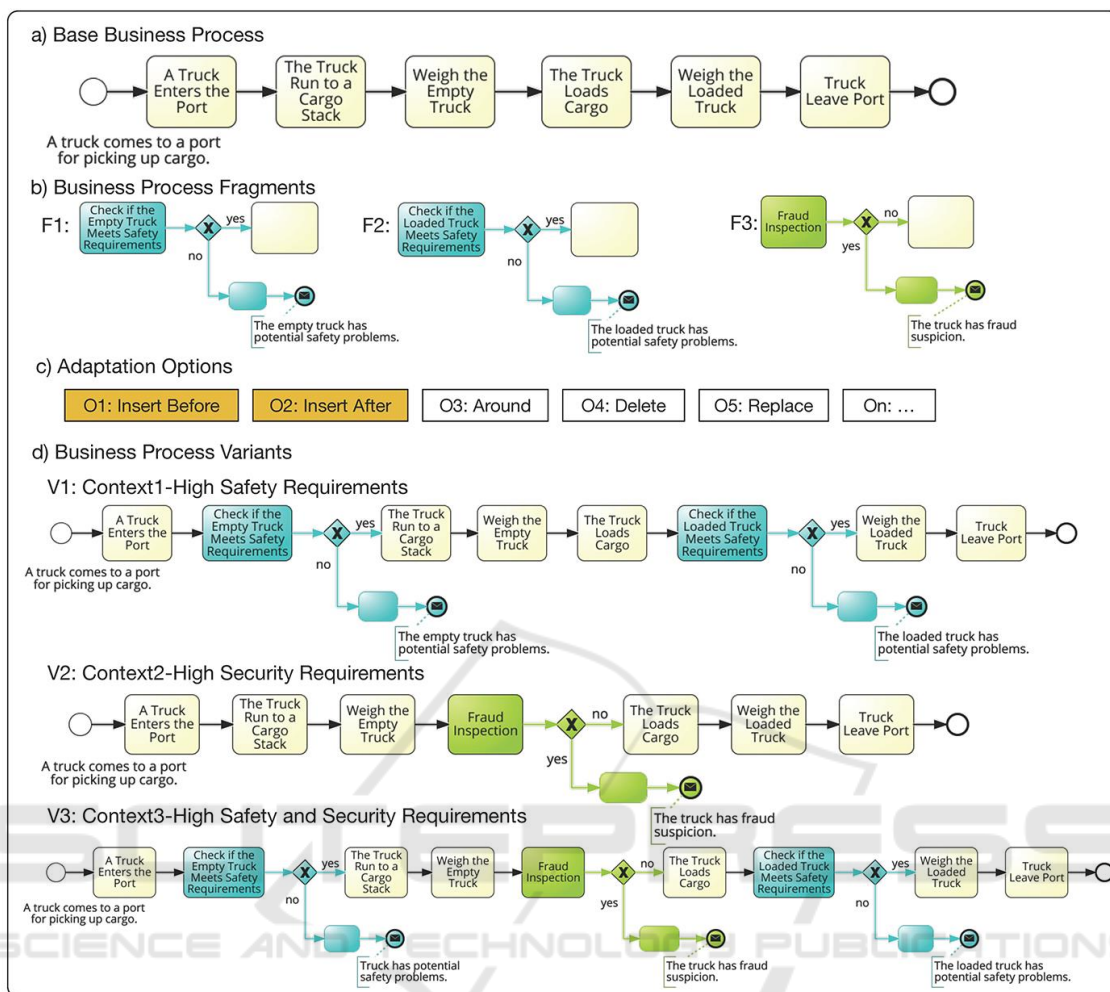 a) Base Business Process
A Truck
Enters the
Port
The Truck
Run to a
Cargo
Stack
Weigh the
Empty
Truck
The Truck
Loads
Cargo
Weigh the
Loaded
Truck
Truck
Leave Port
A truck comes to a port
for picking up cargo.
b) Business Process Fragments
F1:
Check if the
Empty Truck
Meets Safety
Requirements
X
yes
no
The empty truck has
potential safety problems.
F2:
Check if the
Loaded Truck
Meets Safety
Requirements
X
yes
no
The loaded truck has
potential safety problems.
F3:
Fraud
Inspection
X
no
yes
The truck has fraud
suspicion.
c) Adaptation Options
O1: Insert Before
O2: Insert After
O3: Around
O4: Delete
O5: Replace
On: ...
d) Business Process Variants
V1: Context1-High Safety Requirements
A Truck
Enters the
Port
Check if the
Empty Truck
Meets Safety
Requirements
X
yes
no
The Truck
Run to a
Cargo
Stack
Weigh the
Empty
Truck
The Truck
Loads
Cargo
Check if the
Loaded Truck
Meets Safety
Requirements
X
yes
no
Weigh the
Loaded
Truck
Truck
Leave Port
A truck comes to a port
for picking up cargo.
The empty truck has
potential safety problems.
The loaded truck has
potential safety problems.
V2: Context2-High Security Requirements
A Truck
Enters the
Port
The Truck
Run to a
Cargo
Stack
Weigh the
Empty
Truck
Fraud
Inspection
X
no
yes
The Truck
Loads
Cargo
Weigh the
Loaded
Truck
Truck
Leave Port
A truck comes to a port
for picking up cargo.
The truck has fraud
suspicion.
V3: Context3-High Safety and Security Requirements
A Truck
Enters the
Port
Check if the
Empty Truck
Meets Safety
Requirements
X
yes
no
The Truck
Run to a
Cargo
Stack
Weigh the
Empty
Truck
Fraud
Inspection
X
no
yes
The Truck
Loads
Cargo
Check if the
Loaded Truck
Meets Safety
Requirements
X
yes
no
Weigh the
Loaded
Truck
Truck
Leave Port
A truck comes to a port
for picking up cargo.
Truck has potential
safety problems.
The truck has fraud
suspicion.
The loaded truck has
potential safety problems.
SCITEPRESS
SCIENCE AND TECHNOLOGY PUBLICATIONS